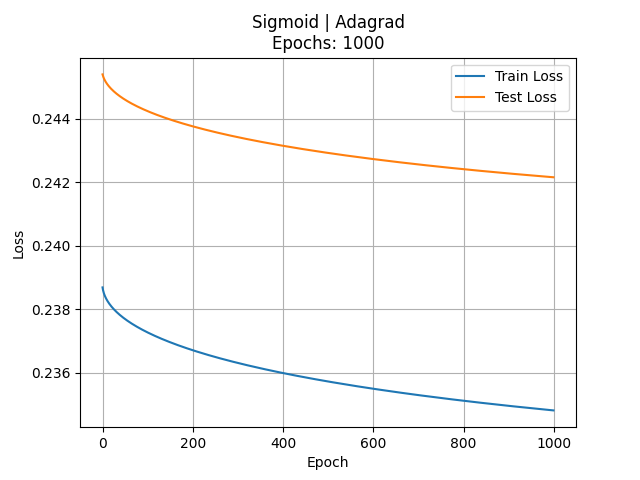 Sigmoid | Adagrad
Epochs: 1000
Train Loss
Test Loss
0.244
0.242
0.240
0.238
0.236
Loss
0
200
400
600
800
1000
Epoch